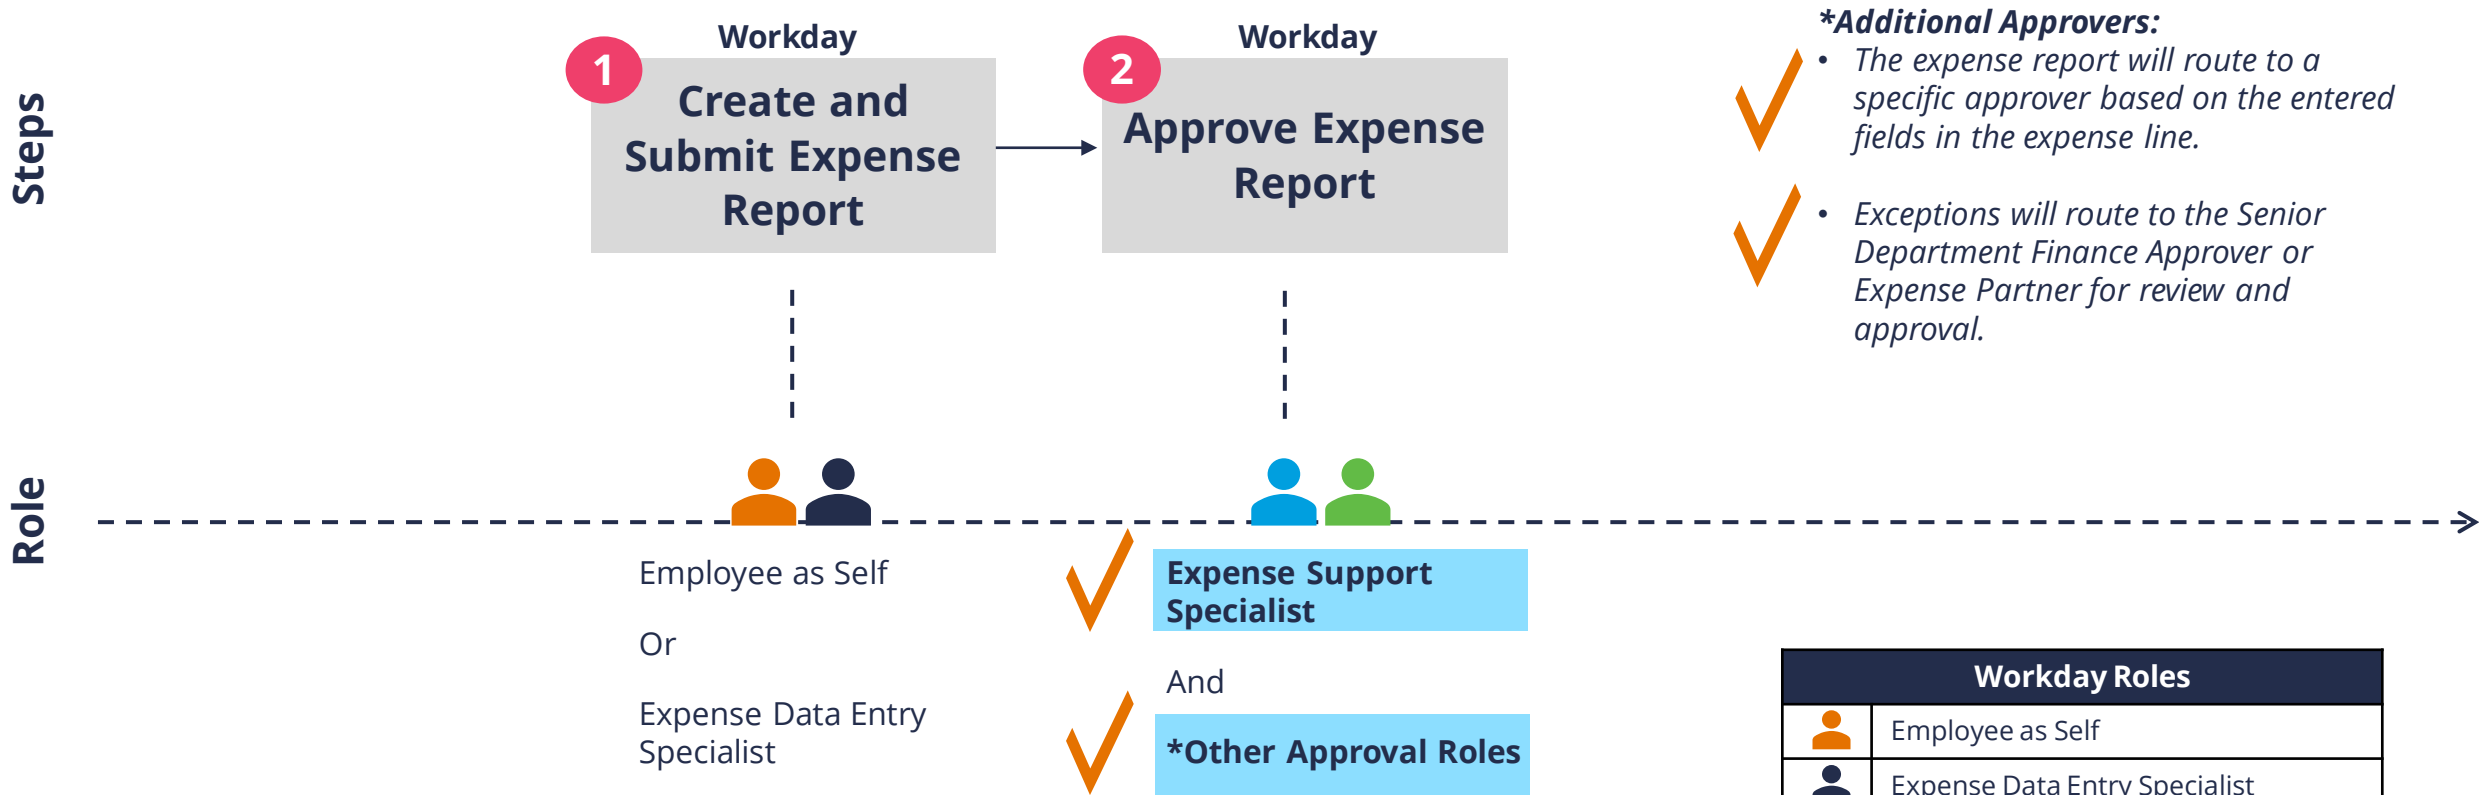 Steps
Workday
1
Create and
Submit Expense
Report
Workday
2
Approve Expense
Report
*Additional Approvers:
• The expense report will route to a
specific approver based on the entered
fields in the expense line.
• Exceptions will route to the Senior
Department Finance Approver or
Expense Partner for review and
approval.
Role
Employee as Self
Or
Expense Data Entry
Specialist
Expense Support
Specialist
And
*Other Approval Roles
Workday Roles
Employee as Self
Expense Data Entry Specialist